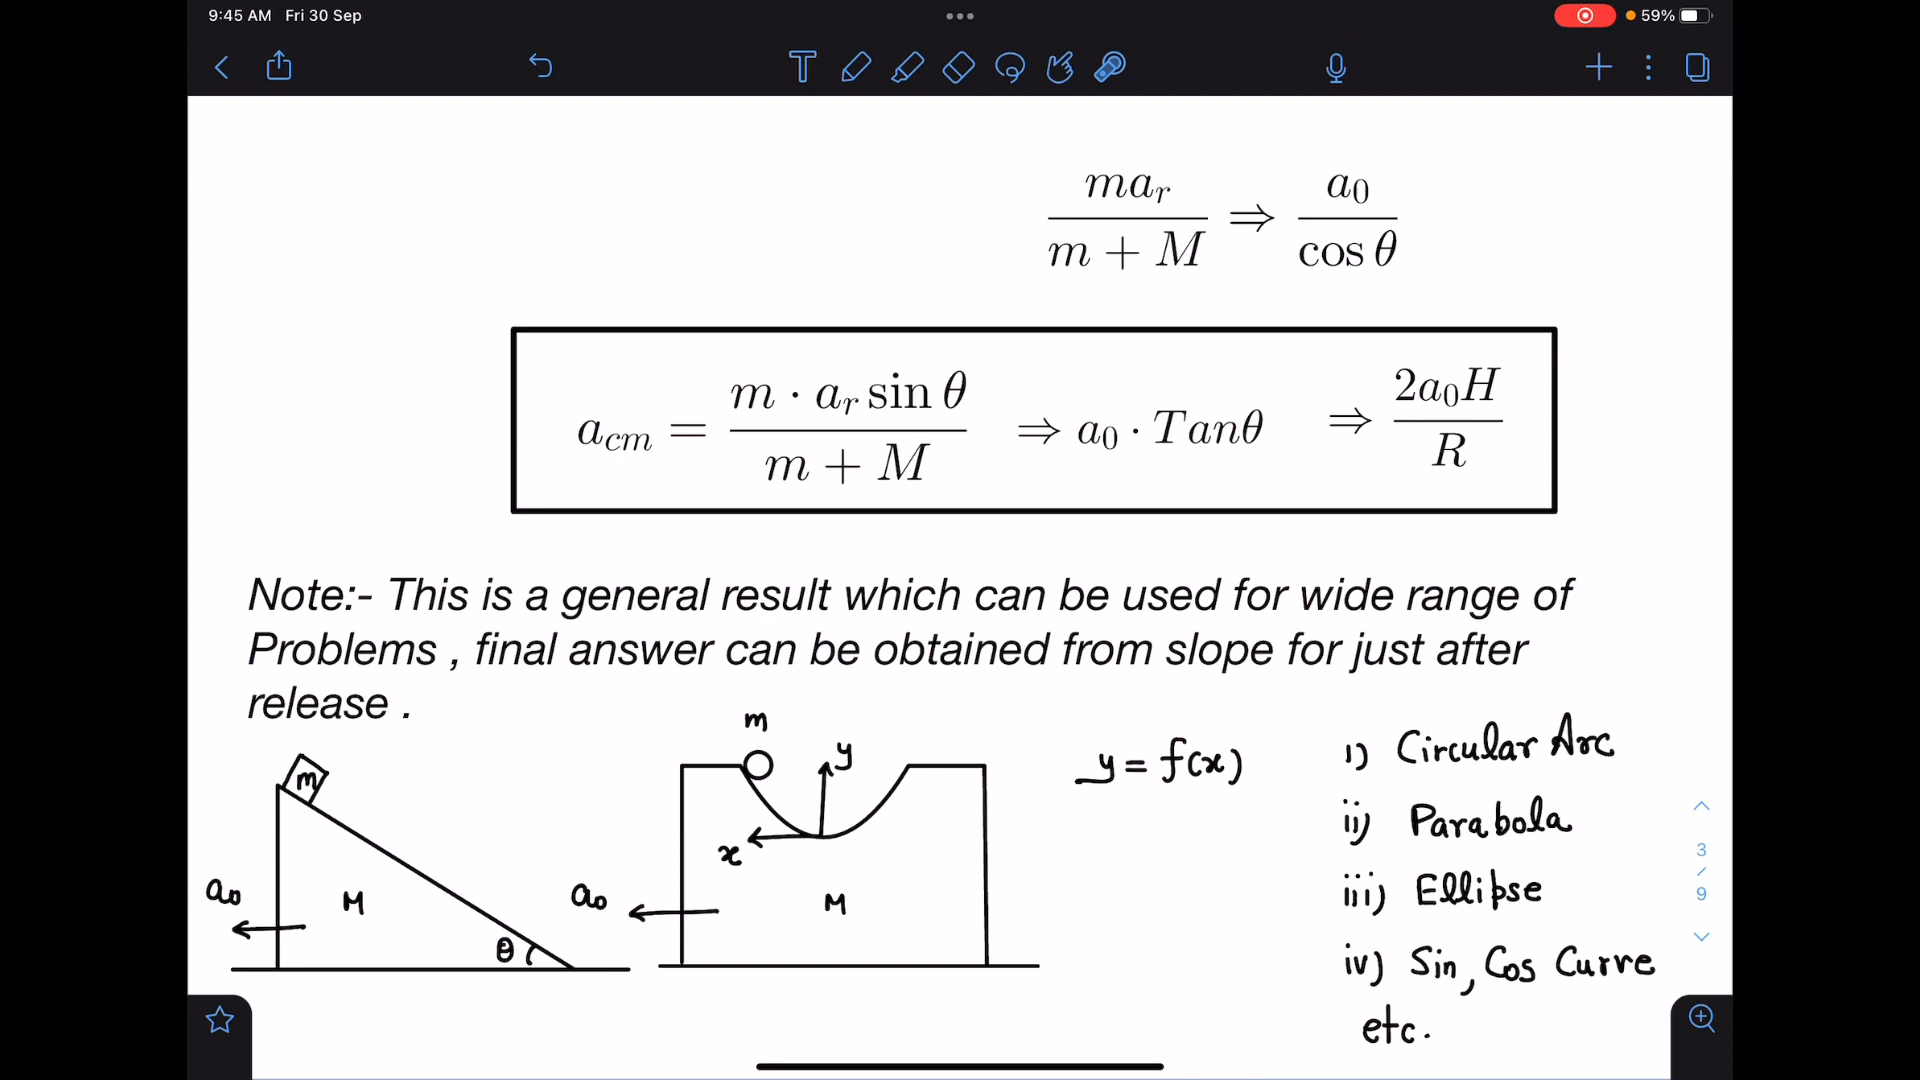 9:45 AM Fri 30 Sep
59%
ma_r / (m + M) ⇒ a_0 / cos θ
a_cm = m · a_r sin θ / (m + M) ⇒ a_0 · Tanθ ⇒ 2a_0H / R
Note:- This is a general result which can be used for wide range of
Problems , final answer can be obtained from slope for just after
release .
m
a_0
M
θ
m
y
x
a_0
M
y = f(x)
i) Circular Arc
ii) Parabola
iii) Ellipse
iv) Sin, Cos Curve
etc.
3
/
9